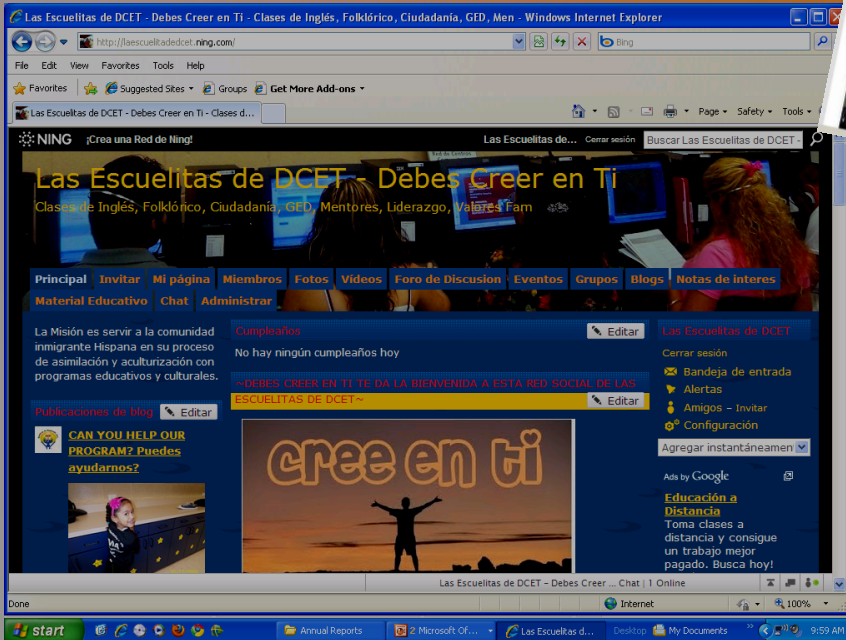 Las Escuelitas de DCET - Debes Creer en Ti - Clases de Inglés, Folklórico, Ciudadanía, GED, Men - Windows Internet Explorer
http://laescuelitadedcet.ning.com/
Bing
File Edit View Favorites Tools Help
Favorites Suggested Sites Groups Get More Add-ons
Las Escuelitas de DCET - Debes Creer en Ti - Clases d...
Page Safety Tools
NING ¡Crea una Red de Ning! Las Escuelitas de... Cerrar sesión Buscar Las Escuelitas de DCET -
Las Escuelitas de DCET - Debes Creer en Ti
Clases de Inglés, Folklórico, Ciudadanía, GED, Mentores, Liderazgo, Valores Fam
Principal Invitar Mi página Miembros Fotos Vídeos Foro de Discusion Eventos Grupos Blogs Notas de interes
Material Educativo Chat Administrar
La Misión es servir a la comunidad
inmigrante Hispana en su proceso
de asimilación y aculturización con
programas educativos y culturales.
Publicaciones de blog Editar
CAN YOU HELP OUR
PROGRAM? Puedes
ayudarnos?
Cumpleaños Editar
No hay ningún cumpleaños hoy
~DEBES CREER EN TI TE DA LA BIENVENIDA A ESTA RED SOCIAL DE LAS
ESCUELITAS DE DCET~ Editar
cree en ti
Las Escuelitas de DCET
Cerrar sesión
Bandeja de entrada
Alertas
Amigos - Invitar
Configuración
Agregar instantáneamen
Ads by Google
Educación a
Distancia
Toma clases a
distancia y consigue
un trabajo mejor
pagado. Busca hoy!
Las Escuelitas de DCET - Debes Creer ... Chat | 1 Online
Done Internet 100%
start Annual Reports 2 Microsoft Of... Las Escuelitas d... Desktop My Documents 9:59 AM